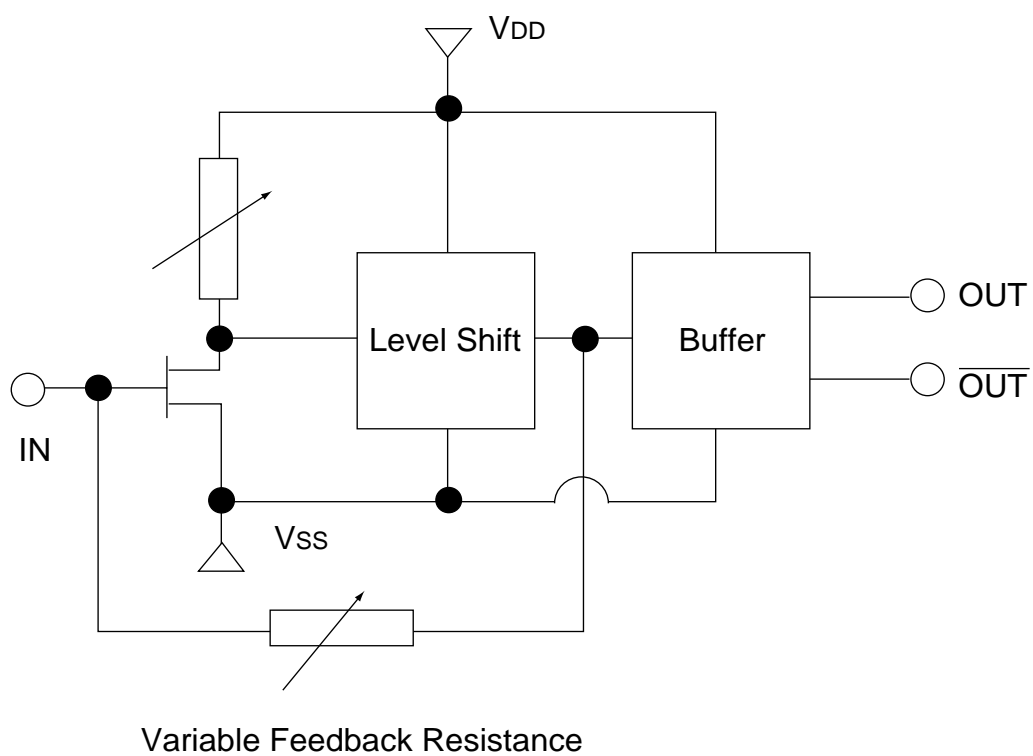 VDD
Level Shift
Buffer
OUT
OUT
IN
VSS
Variable Feedback Resistance